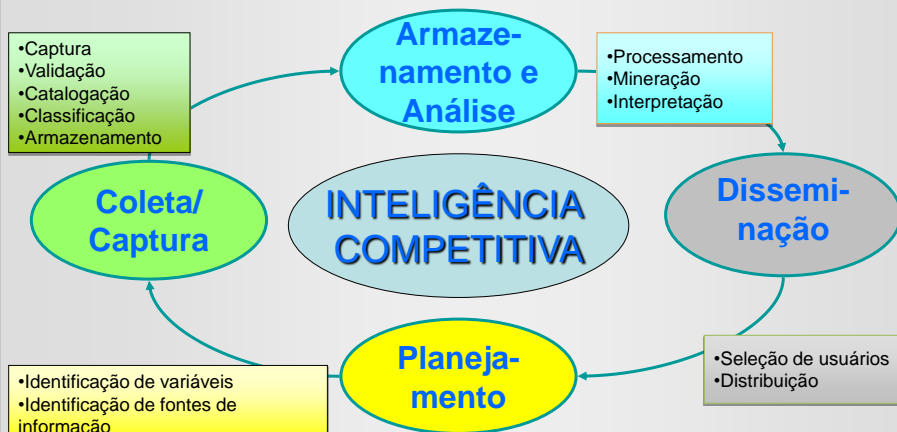 •Captura
•Validação
•Catalogação
•Classificação
•Armazenamento
Armaze-
namento e
Análise
•Processamento
•Mineração
•Interpretação
Coleta/
Captura
INTELIGÊNCIA
COMPETITIVA
Dissemi-
nação
Planeja-
mento
•Seleção de usuários
•Distribuição
•Identificação de variáveis
•Identificação de fontes de
informação